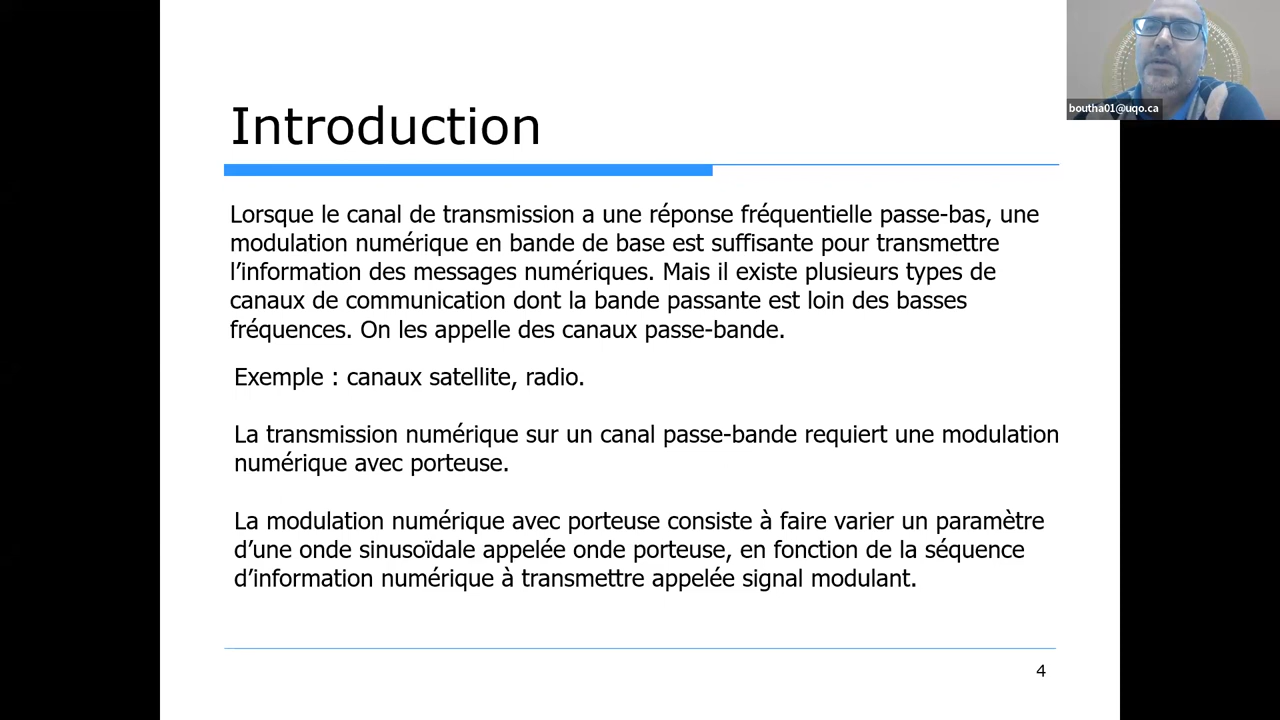 boutha01@uqo.ca
Introduction
Lorsque le canal de transmission a une réponse fréquentielle passe-bas, une
modulation numérique en bande de base est suffisante pour transmettre
l’information des messages numériques. Mais il existe plusieurs types de
canaux de communication dont la bande passante est loin des basses
fréquences. On les appelle des canaux passe-bande.
Exemple : canaux satellite, radio.
La transmission numérique sur un canal passe-bande requiert une modulation
numérique avec porteuse.
La modulation numérique avec porteuse consiste à faire varier un paramètre
d’une onde sinusoïdale appelée onde porteuse, en fonction de la séquence
d’information numérique à transmettre appelée signal modulant.
4